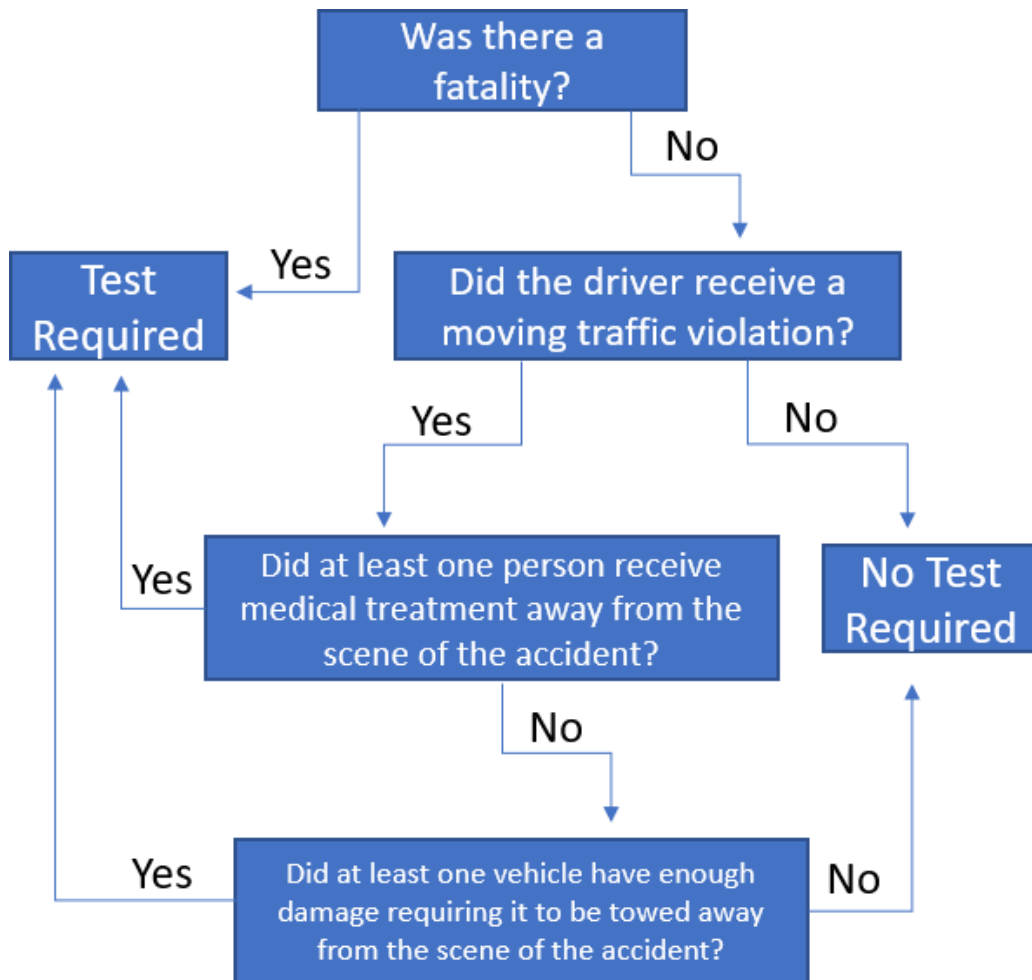 Was there a
fatality?
No
Yes
Test
Required
Did the driver receive a
moving traffic violation?
Yes
No
Did at least one person receive
medical treatment away from the
scene of the accident?
Yes
No Test
Required
No
Did at least one vehicle have enough
damage requiring it to be towed away
from the scene of the accident?
Yes
No